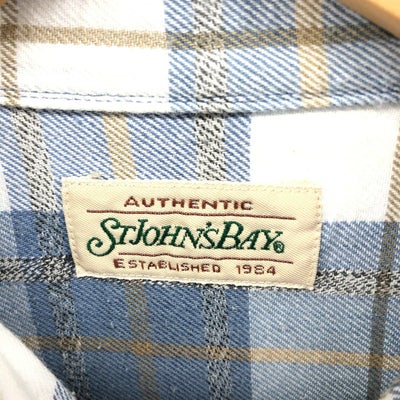 AUTHENTIC
ST. JOHN'S BAY®
ESTABLISHED 1984